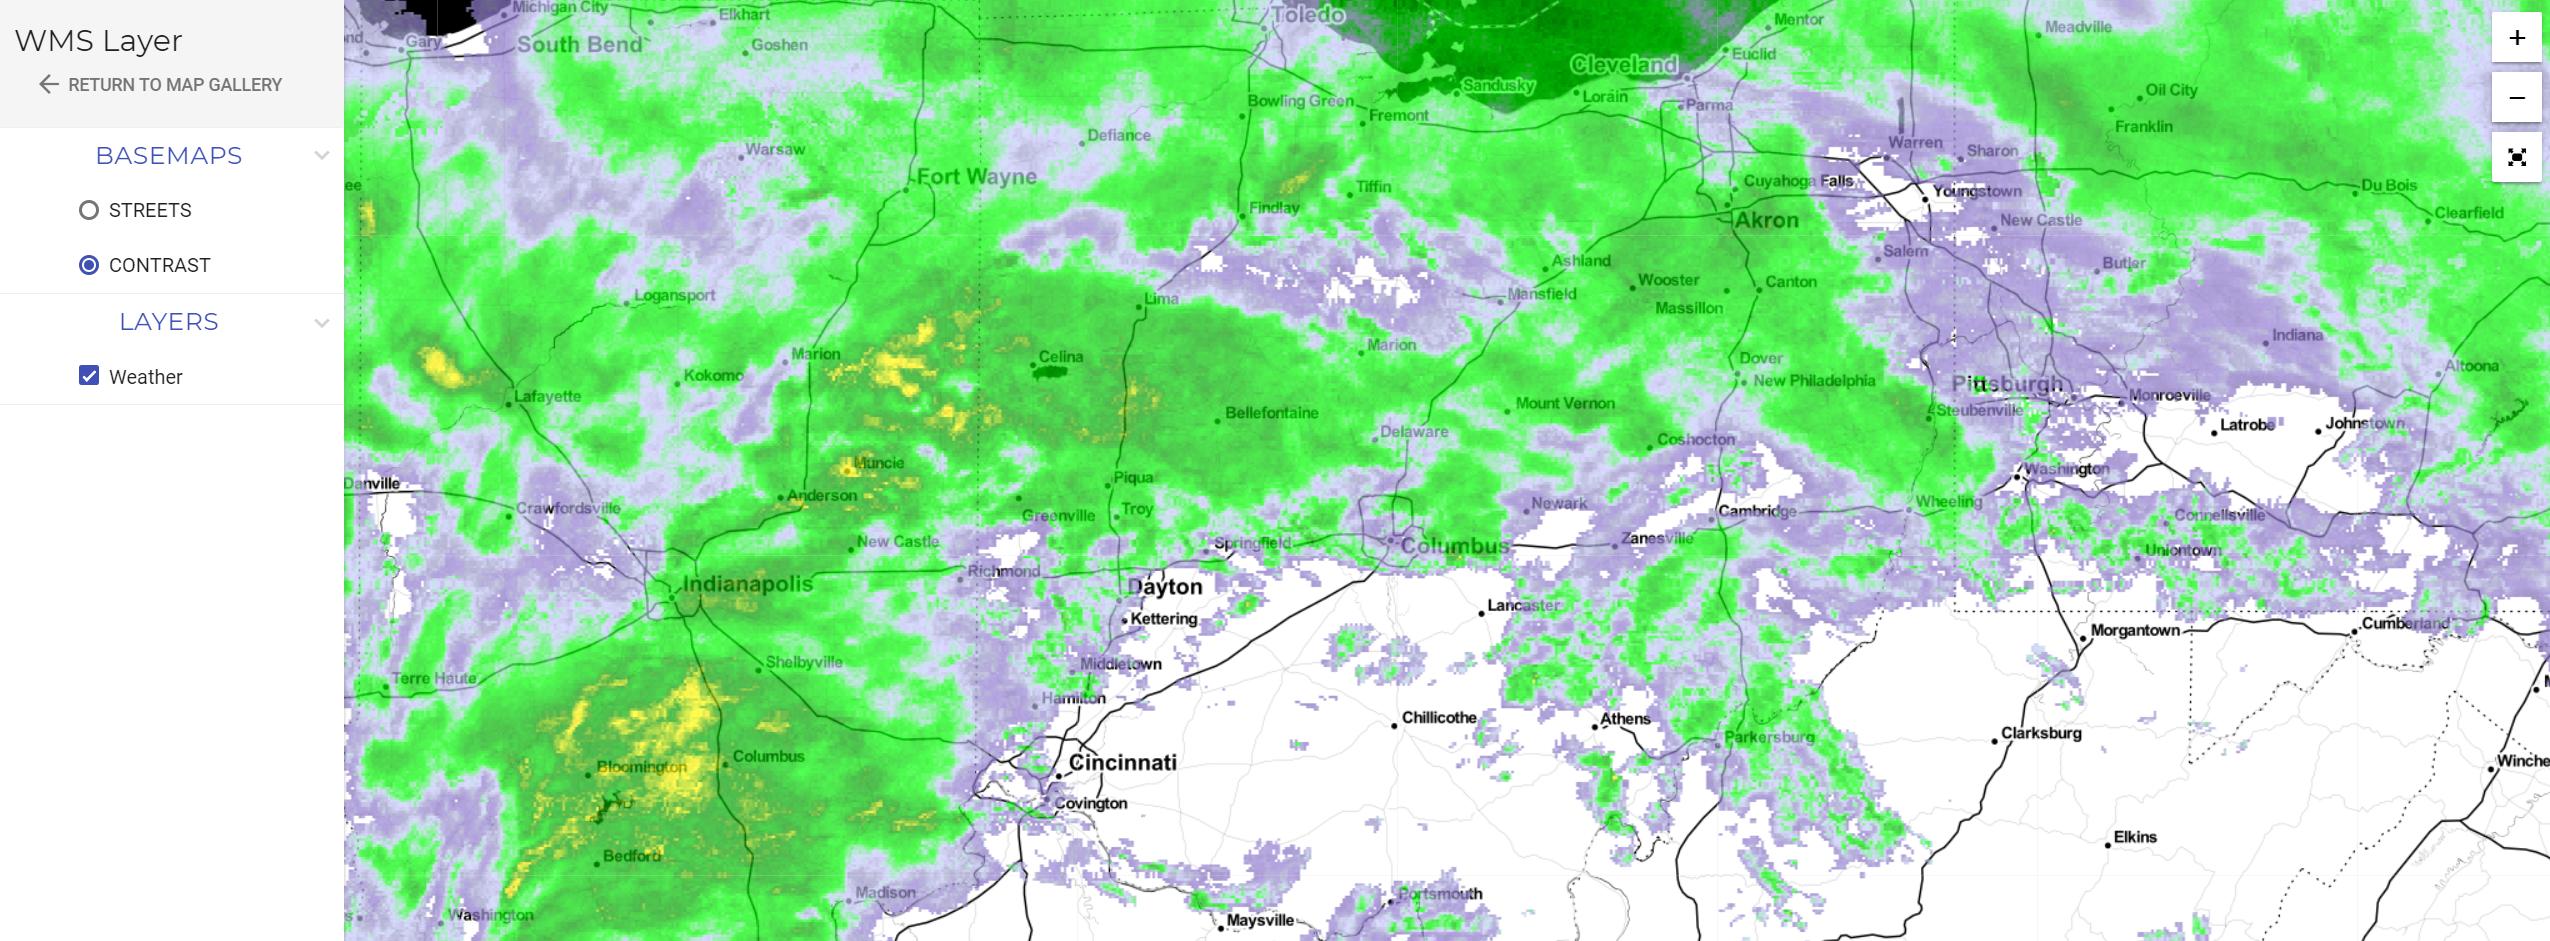 WMS Layer
RETURN TO MAP GALLERY
BASEMAPS
STREETS
CONTRAST
LAYERS
Weather
Michigan City
Elkhart
Toledo
Mentor
Meadville
Gary
South Bend
Goshen
Euclid
Cleveland
Sandusky
Lorain
Parma
Oil City
Bowling Green
Fremont
Franklin
Defiance
Warsaw
Warren
Sharon
Fort Wayne
Tiffin
Cuyahoga Falls
Youngstown
Du Bois
Findlay
Akron
New Castle
Clearfield
Salem
Butler
Ashland
Wooster
Canton
Logansport
Lima
Mansfield
Massillon
Indiana
Marion
Celina
Marion
Dover
Altoona
Kokomo
New Philadelphia
Pittsburgh
Lafayette
Bellefontaine
Mount Vernon
Steubenville
Monroeville
Latrobe
Johnstown
Delaware
Coshocton
Muncie
Washington
Danville
Anderson
Piqua
Crawfordsville
Greenville
Troy
Newark
Cambridge
Wheeling
Connellsville
New Castle
Springfield
Columbus
Zanesville
Uniontown
Richmond
Indianapolis
Dayton
Kettering
Lancaster
Morgantown
Cumberland
Shelbyville
Middletown
Terre Haute
Hamilton
Chillicothe
Athens
Parkersburg
Clarksburg
Bloomington
Columbus
Cincinnati
Winche
Covington
Elkins
Bedford
Madison
Portsmouth
Washington
Maysville